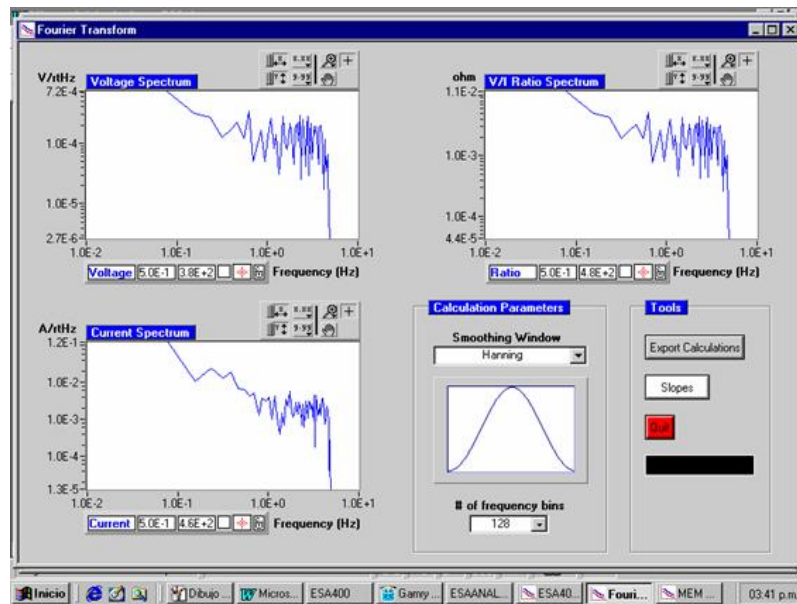 Fourier Transform
V/rtHz
Voltage Spectrum
7.2E-4
1.0E-4
1.0E-5
2.7E-6
1.0E-2 1.0E-1 1.0E+0 1.0E+1
Voltage 5.0E-1 3.8E+2 Frequency (Hz)
ohm
V/I Ratio Spectrum
1.1E-2
1.0E-3
1.0E-4
4.4E-5
1.0E-2 1.0E-1 1.0E+0 1.0E+1
Ratio 5.0E-1 4.8E+2 Frequency (Hz)
A/rtHz
Current Spectrum
1.2E-1
1.0E-2
1.0E-3
1.3E-5
1.0E-2 1.0E-1 1.0E+0 1.0E+1
Current 5.0E-1 4.6E+2 Frequency (Hz)
Calculation Parameters
Smoothing Window
Hanning
# of frequency bins
128
Tools
Export Calculations
Slopes
Quit
Inicio
Dibujo ...
Micros...
ESA400
Gamry ...
ESAANAL...
ESA40...
Fouri...
MEM ...
03:41 p.m.